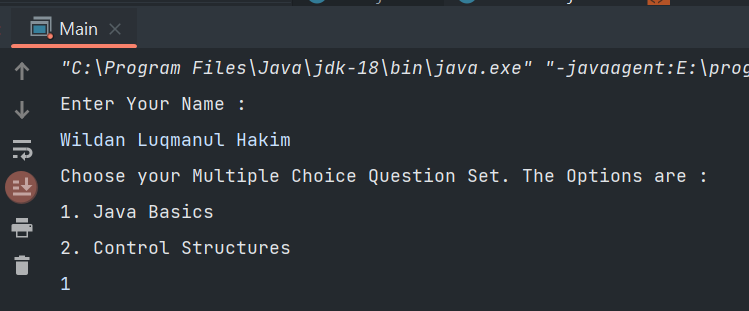 Main
"C:\Program Files\Java\jdk-18\bin\java.exe" "-javaagent:E:\prog
Enter Your Name :
Wildan Luqmanul Hakim
Choose your Multiple Choice Question Set. The Options are :
1. Java Basics
2. Control Structures
1